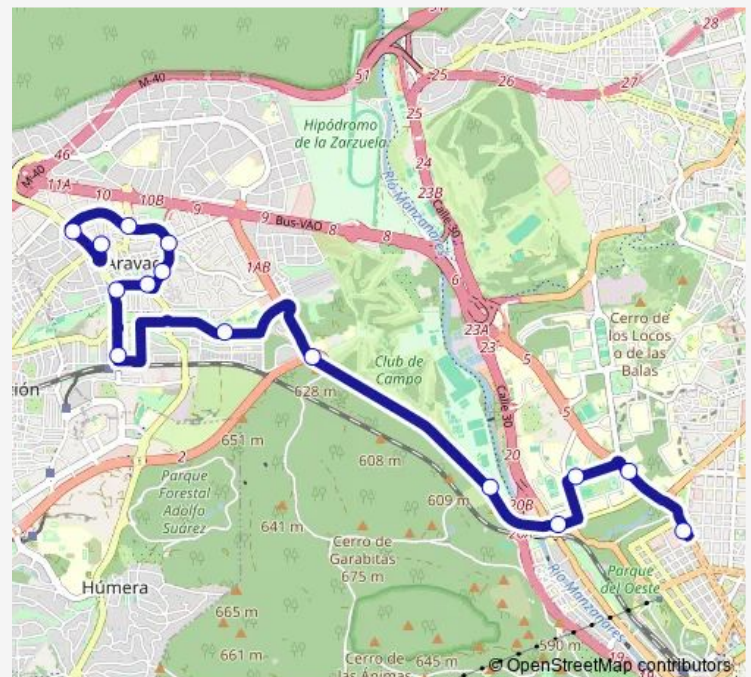 51
25
26
27
28
M-40
25
Hipódromo
de la Zarzuela
24
23B
Calle 30
Río Manzanares
46
M-40
11A
10
10B
9
9
Bus-VAO
8
8
1AB
6
23A
23
5
Cerro de
los Locos
o de las
Balas
Club de
Campo
628 m
5
Calle 30
651 m
2
608 m
20
Parque
Forestal
Adolfo
Suárez
609 m
20B
641 m
Cerro de
Garabitas
675 m
Húmera
Río Manzanares
Parque
del Oeste
665 m
661 m
590 m
Cerro de
las Ánimas
645 m
19
© OpenStreetMap contributors